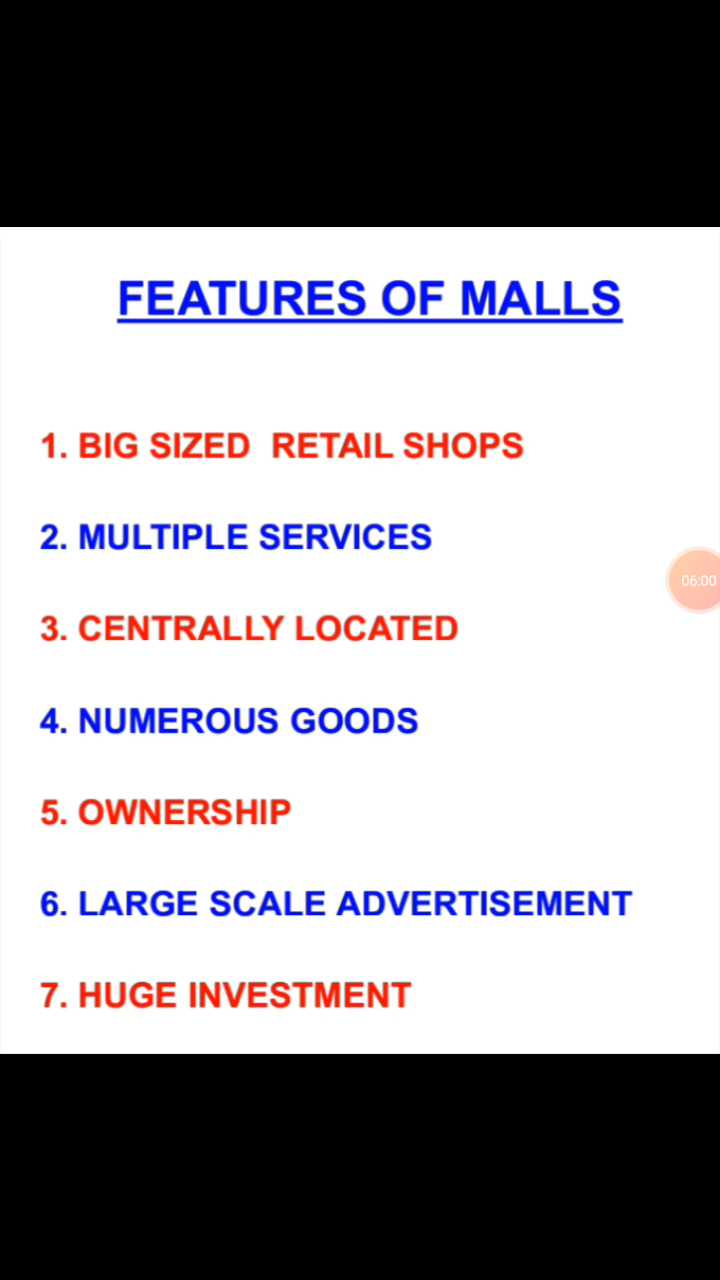 FEATURES OF MALLS
1. BIG SIZED RETAIL SHOPS
2. MULTIPLE SERVICES
3. CENTRALLY LOCATED
06:00
4. NUMEROUS GOODS
5. OWNERSHIP
6. LARGE SCALE ADVERTISEMENT
7. HUGE INVESTMENT